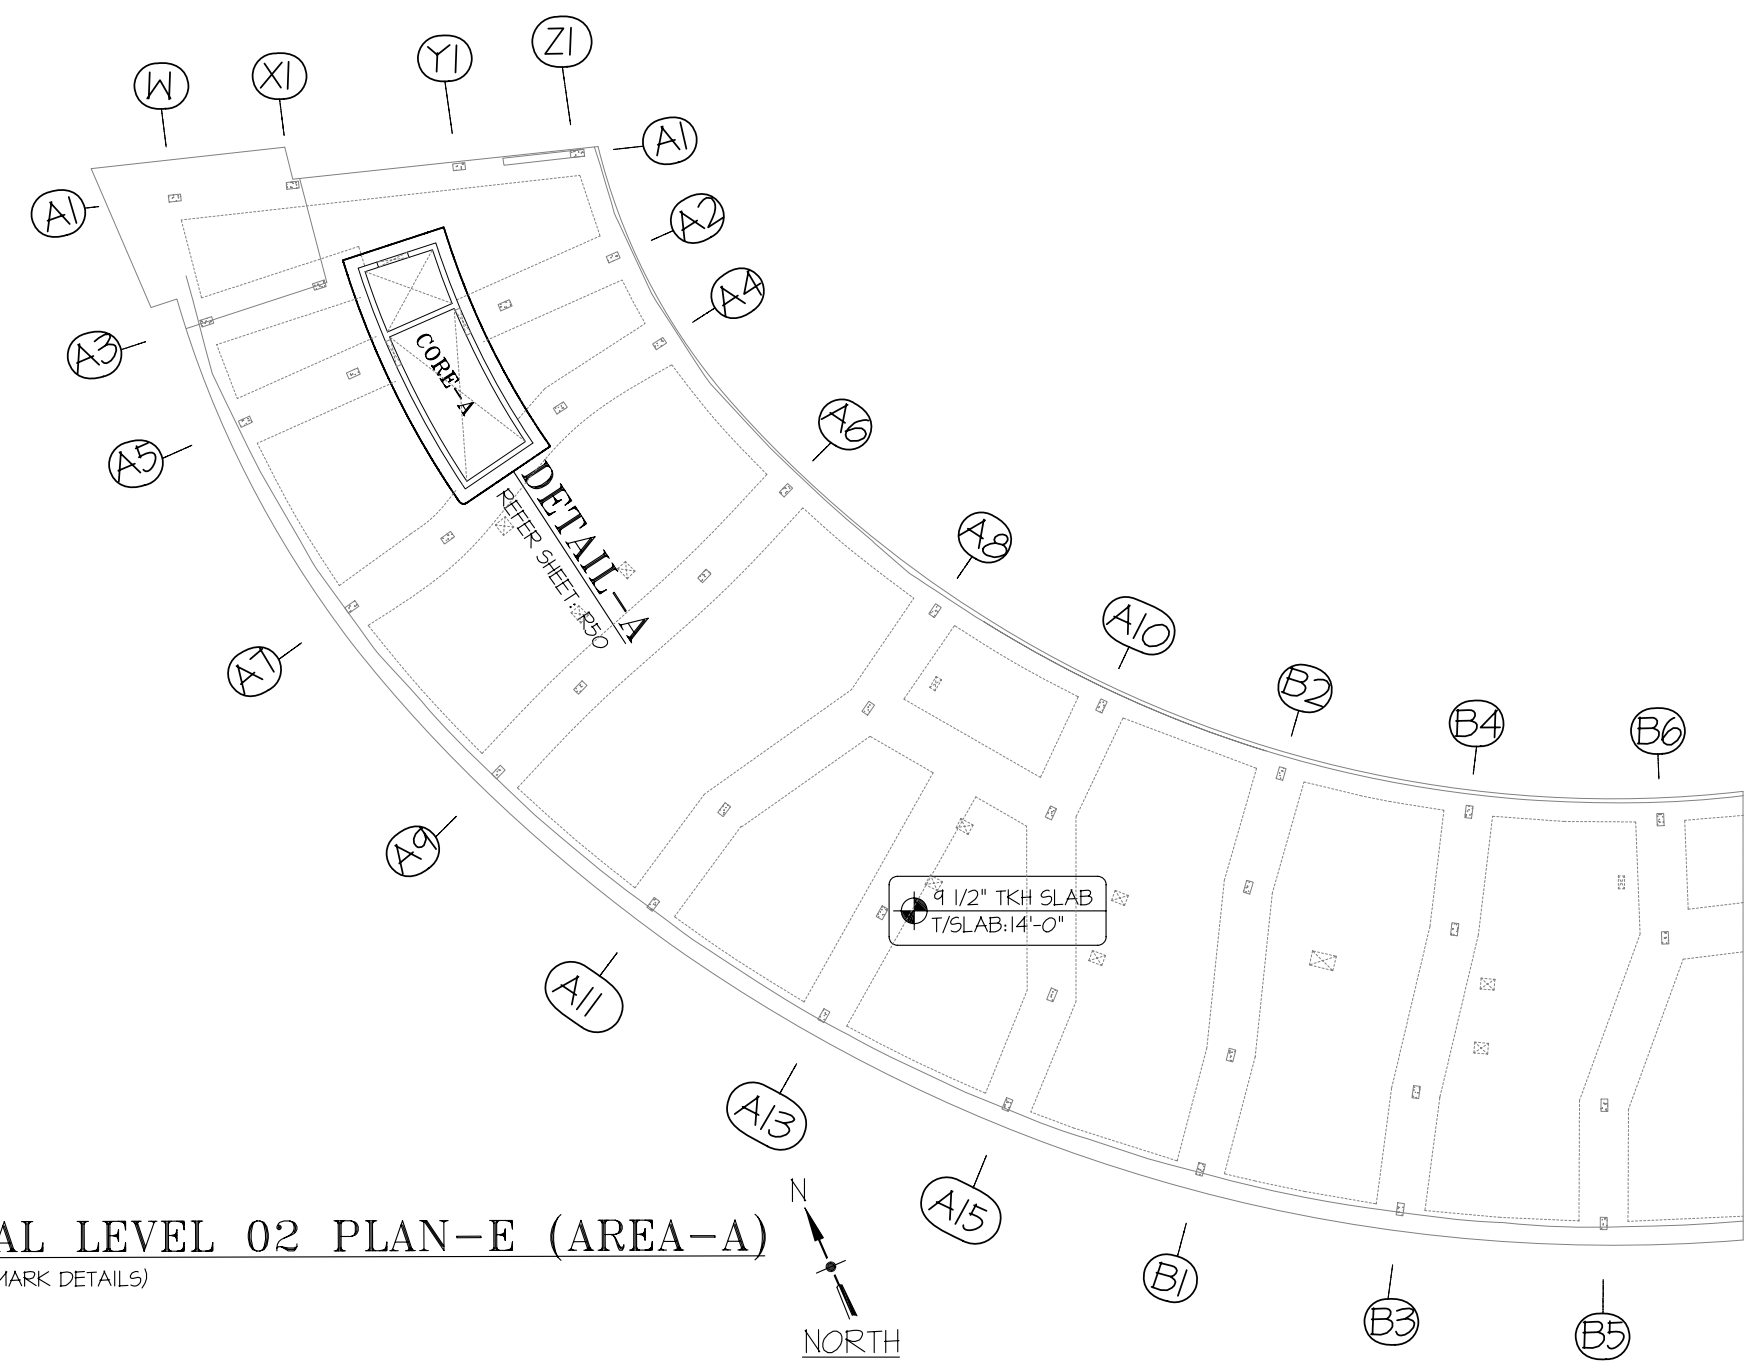 W
X1
Y1
Z1
A1
A1
A2
A3
A4
A5
A6
CORE-A
DETAIL-A
REFER SHEET:R50
A7
A8
A9
A10
B2
B4
B6
9 1/2" TKH SLAB
T/SLAB:14'-0"
A11
A13
A15
B1
B3
B5
N
NORTH
AL LEVEL 02 PLAN-E (AREA-A)
MARK DETAILS)